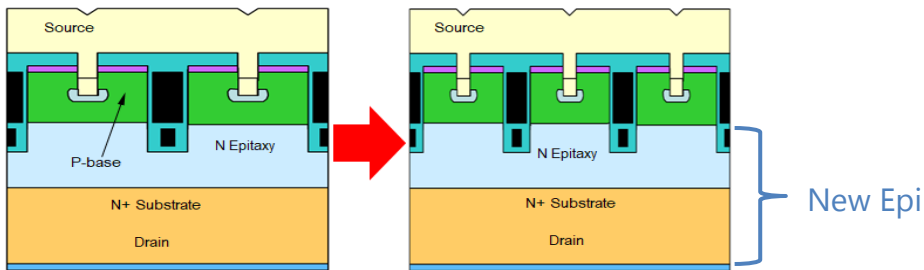 Source
P-base
N Epitaxy
N+ Substrate
Drain
Source
N Epitaxy
N+ Substrate
Drain
New Epi